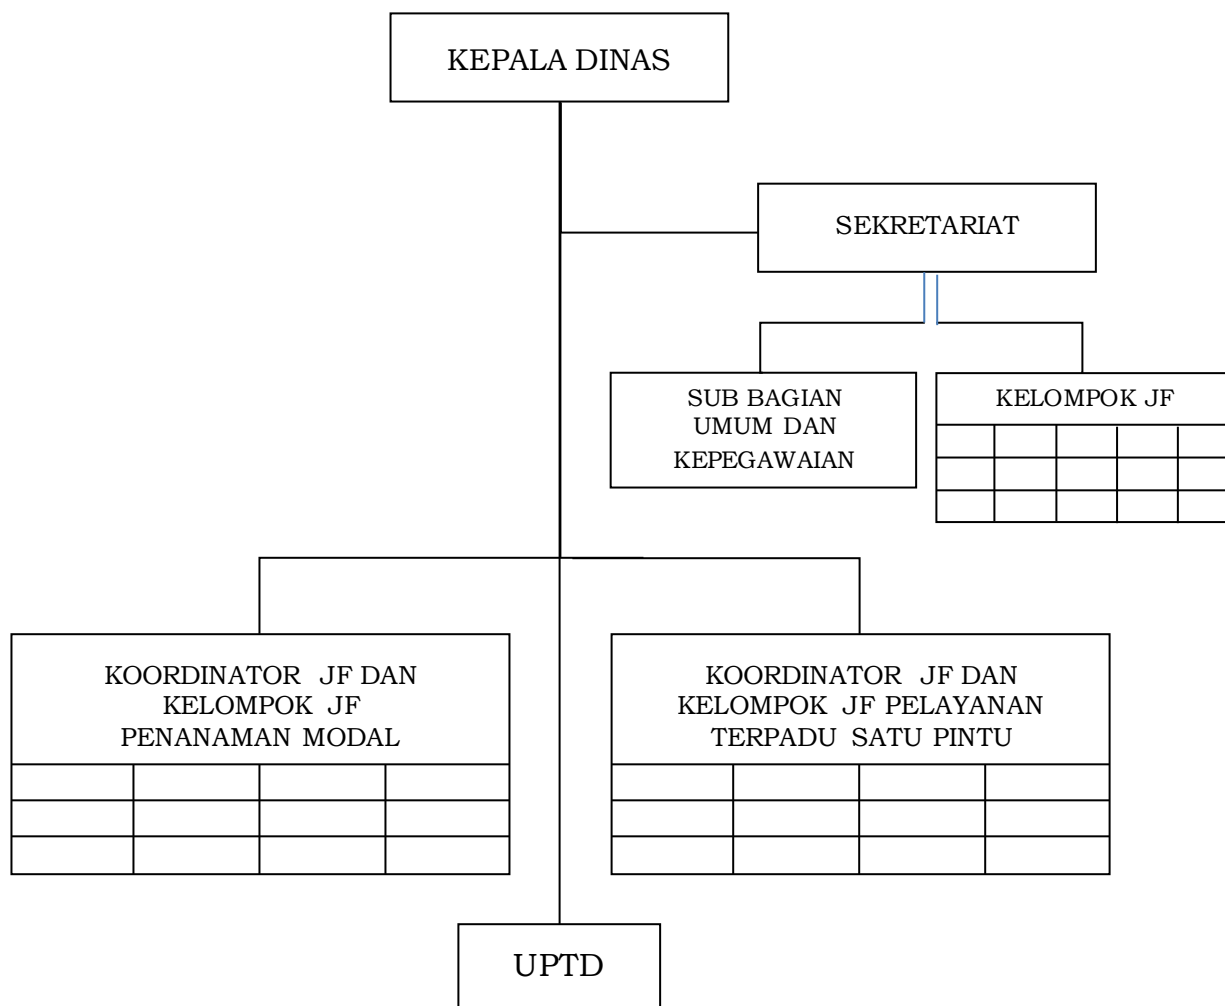 KEPALA DINAS
SEKRETARIAT
SUB BAGIAN
UMUM DAN
KEPEGAWAIAN
KELOMPOK JF
KOORDINATOR JF DAN
KELOMPOK JF
PENANAMAN MODAL
KOORDINATOR JF DAN
KELOMPOK JF PELAYANAN
TERPADU SATU PINTU
UPTD